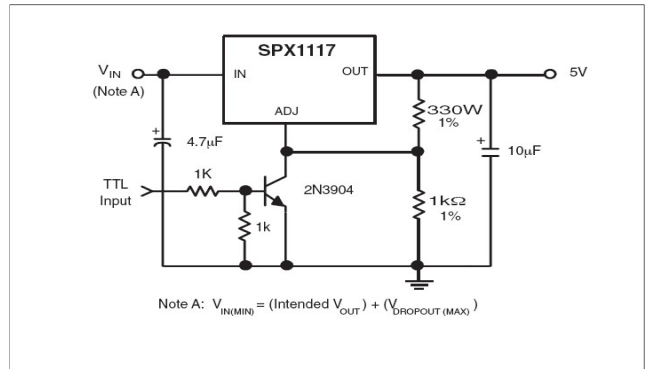 SPX1117
V_IN
(Note A)
IN
OUT
5V
ADJ
330W
1%
+
4.7µF
+
10µF
1K
2N3904
TTL
Input
1kΩ
1%
1k
Note A: V_IN(MIN) = (Intended V_OUT) + (V_DROPOUT (MAX) )